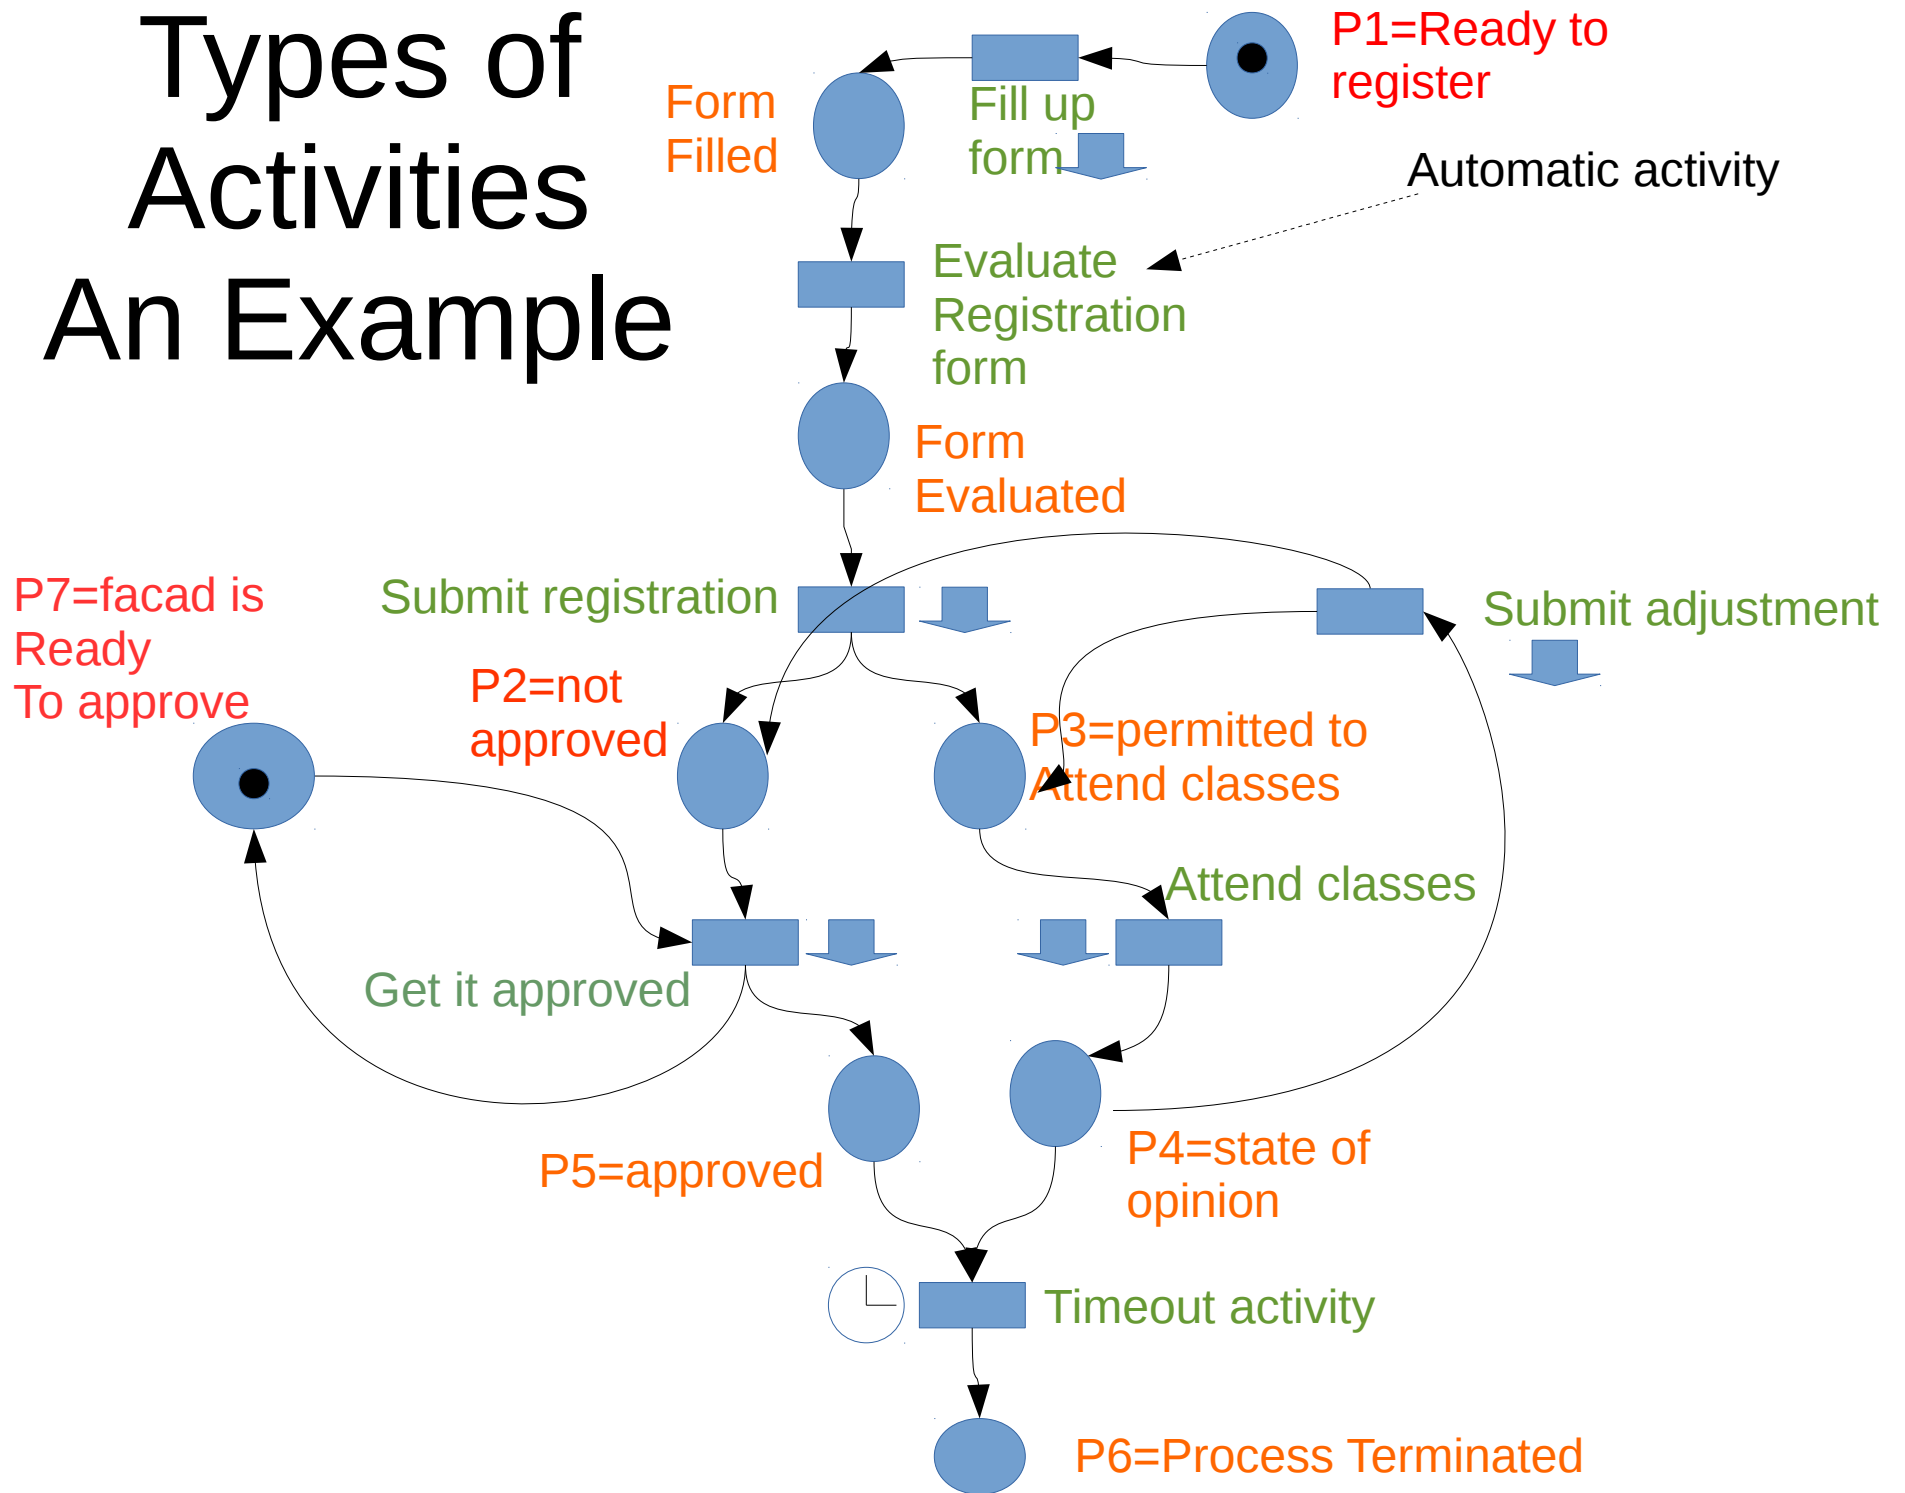 Types of
Activities
An Example
P1=Ready to
register
Form
Filled
Fill up
form
Automatic activity
Evaluate
Registration
form
Form
Evaluated
P7=facad is
Ready
To approve
Submit registration
Submit adjustment
P2=not
approved
P3=permitted to
Attend classes
Attend classes
Get it approved
P5=approved
P4=state of
opinion
Timeout activity
P6=Process Terminated